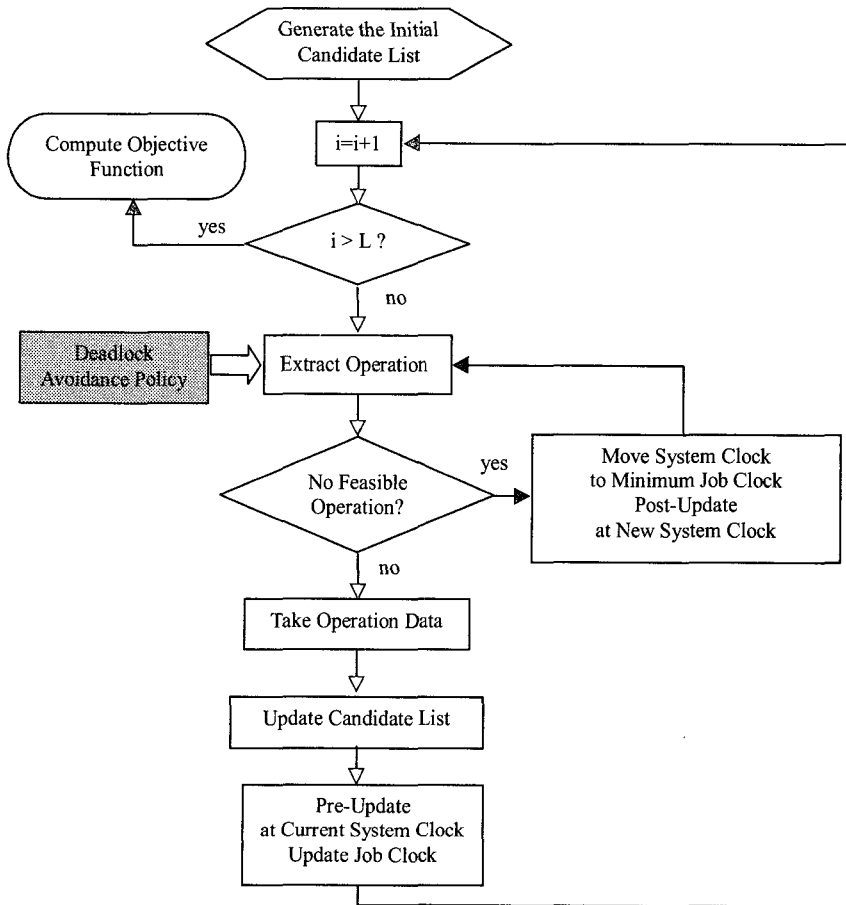 Generate the Initial
Candidate List
i=i+1
Compute Objective
Function
yes
i > L ?
no
Deadlock
Avoidance Policy
Extract Operation
No Feasible
Operation?
yes
Move System Clock
to Minimum Job Clock
Post-Update
at New System Clock
no
Take Operation Data
Update Candidate List
Pre-Update
at Current System Clock
Update Job Clock